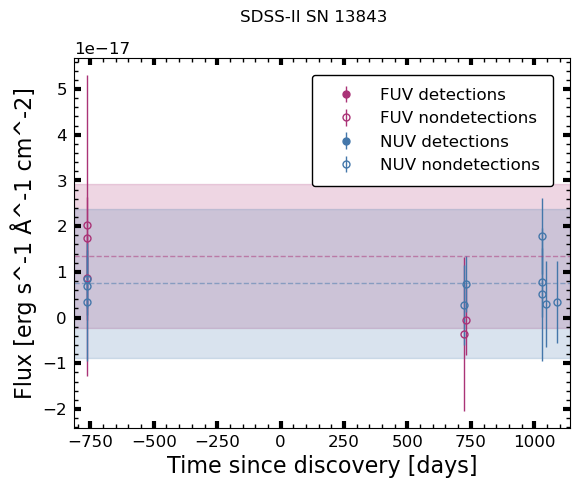 SDSS-II SN 13843
1e−17
Flux [erg s^-1 Å^-1 cm^-2]
5
4
3
2
1
0
−1
−2
FUV detections
FUV nondetections
NUV detections
NUV nondetections
−750 −500 −250 0 250 500 750 1000
Time since discovery [days]